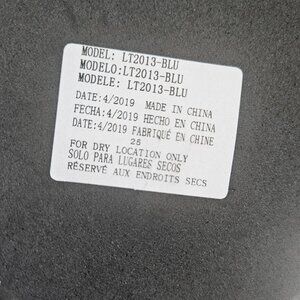 MODEL: LT2013-BLU
MODELO:LT2013-BLU
MODELE: LT2013-BLU
DATE:4/2019 MADE IN CHINA
FECHA:4/2019 HECHO EN CHINA
DATE:4/2019 FABRIQUÉ EN CHINE
25
FOR DRY LOCATION ONLY
SOLO PARA LUGARES SECOS
RÉSERVÉ AUX ENDROITS SECS